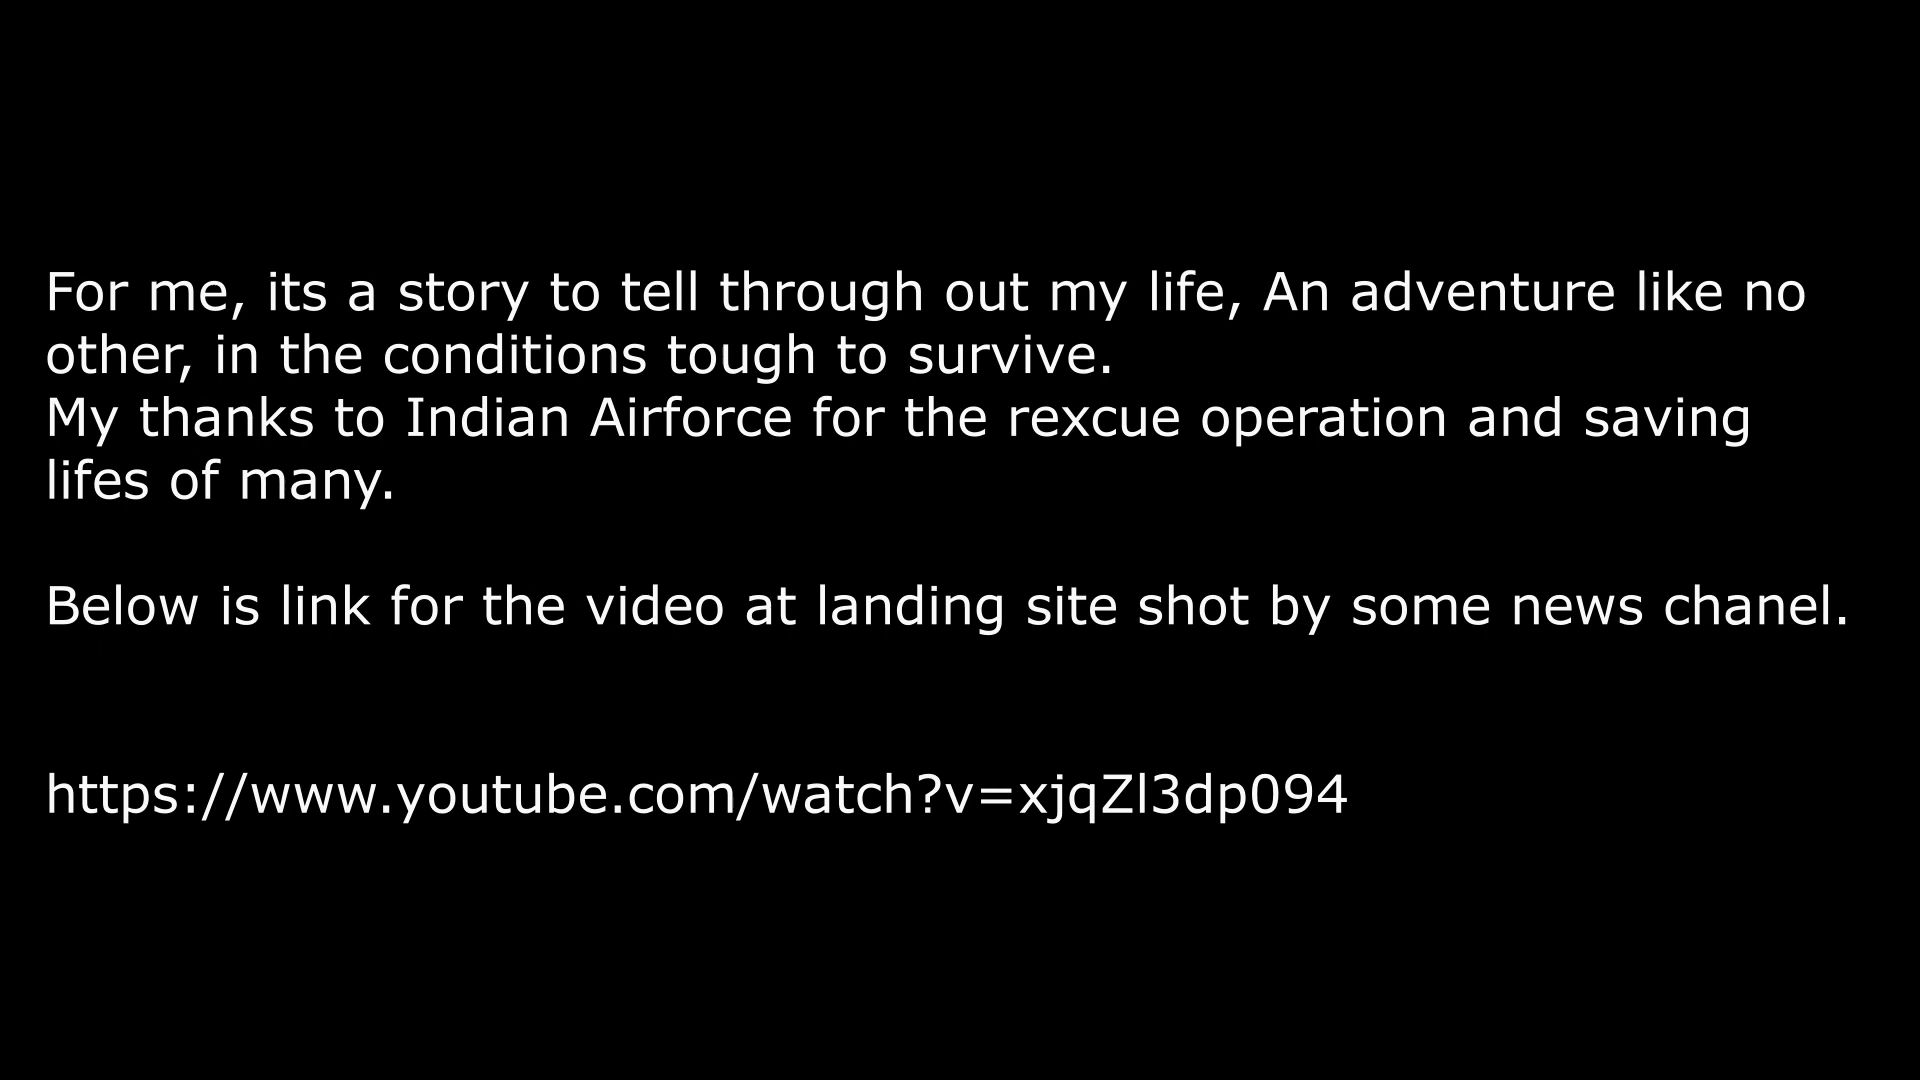 For me, its a story to tell through out my life, An adventure like no
other, in the conditions tough to survive.
My thanks to Indian Airforce for the rexcue operation and saving
lifes of many.
Below is link for the video at landing site shot by some news chanel.
https://www.youtube.com/watch?v=xjqZl3dp094